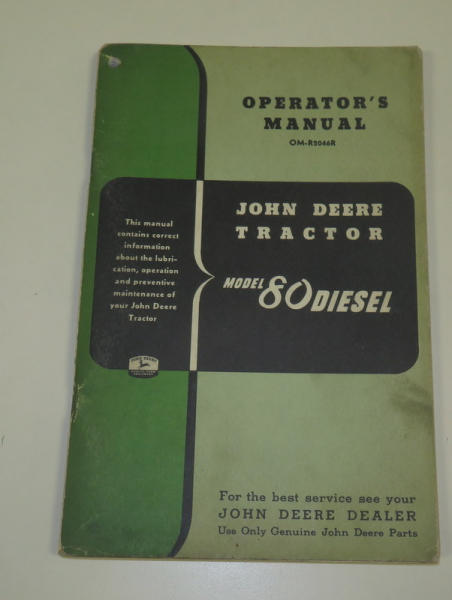 OPERATOR'S
MANUAL
OM-R2046R
This manual
contains correct
information
about the lubri-
cation, operation
and preventive
maintenance of
your John Deere
Tractor
JOHN DEERE
TRACTOR
MODEL 80 DIESEL
JOHN DEERE
For the best service see your
JOHN DEERE DEALER
Use Only Genuine John Deere Parts